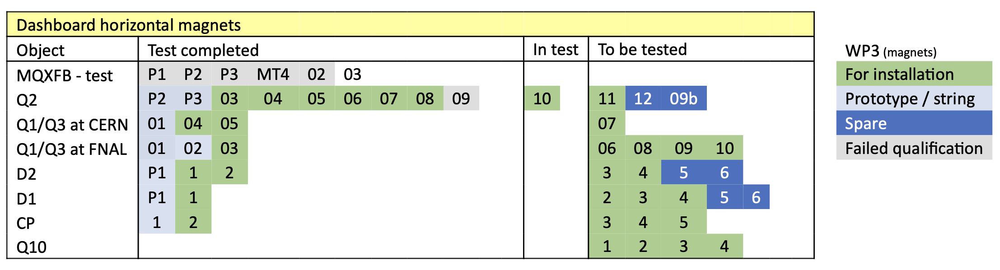 Dashboard horizontal magnets
Object Test completed In test To be tested
MQXFB - test P1 P2 P3 MT4 02 03
Q2 P2 P3 03 04 05 06 07 08 09 10 11 12 09b
Q1/Q3 at CERN 01 04 05 07
Q1/Q3 at FNAL 01 02 03 06 08 09 10
D2 P1 1 2 3 4 5 6
D1 P1 1 2 3 4 5 6
CP 1 2 3 4 5
Q10 1 2 3 4
WP3 (magnets)
For installation
Prototype / string
Spare
Failed qualification